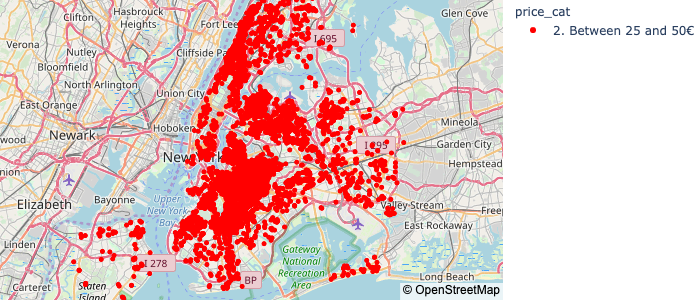 price_cat
2. Between 25 and 50€
Clifton
Hasbrouck
Heights-
Fort Lee
Glen Cove
Verona
Nutley
Cliffside Pa
I 695
Bloomfield
North Arlington
Union City
East Orange
Mineola
Newark
Hoboken
I 295
Garden City
New York
Hempstead
Elizabeth
Bayonne
Upper
New York
Bay
Valley Stream
Freep
East Rockaway
Linden
Gateway
National
Recreation
Area
I 278
BP
Long Beach
Carteret
Staten
Island
© OpenStreetMap